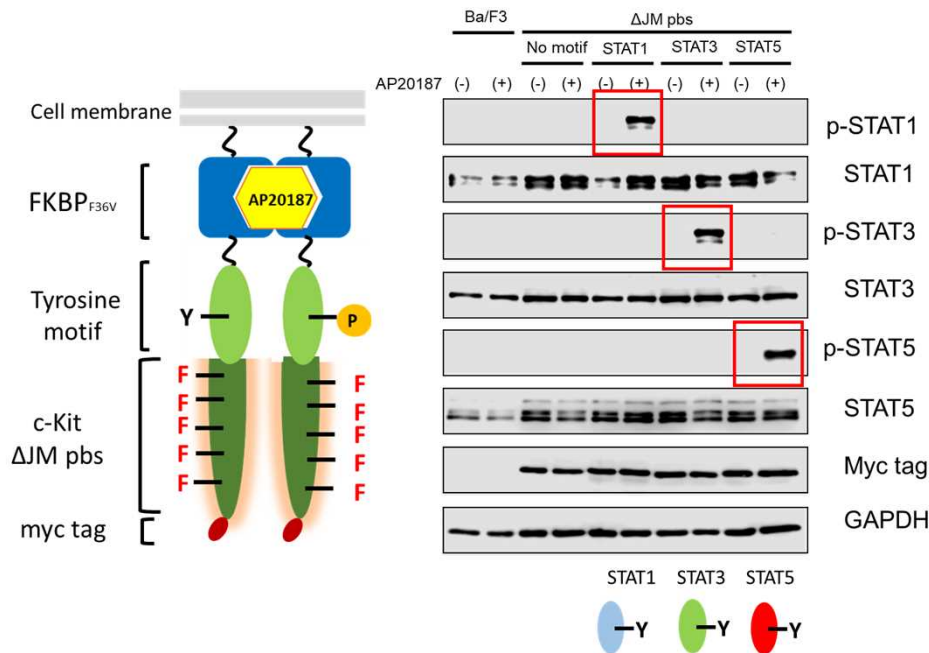 Cell membrane
FKBPF36V
AP20187
Tyrosine motif
Y
P
c-Kit
ΔJM pbs
F F
F F
F F
F F
F F
myc tag
Ba/F3 ΔJM pbs
No motif STAT1 STAT3 STAT5
AP20187 (-) (+) (-) (+) (-) (+) (-) (+) (-) (+)
p-STAT1
STAT1
p-STAT3
STAT3
p-STAT5
STAT5
Myc tag
GAPDH
STAT1 STAT3 STAT5
Y Y Y